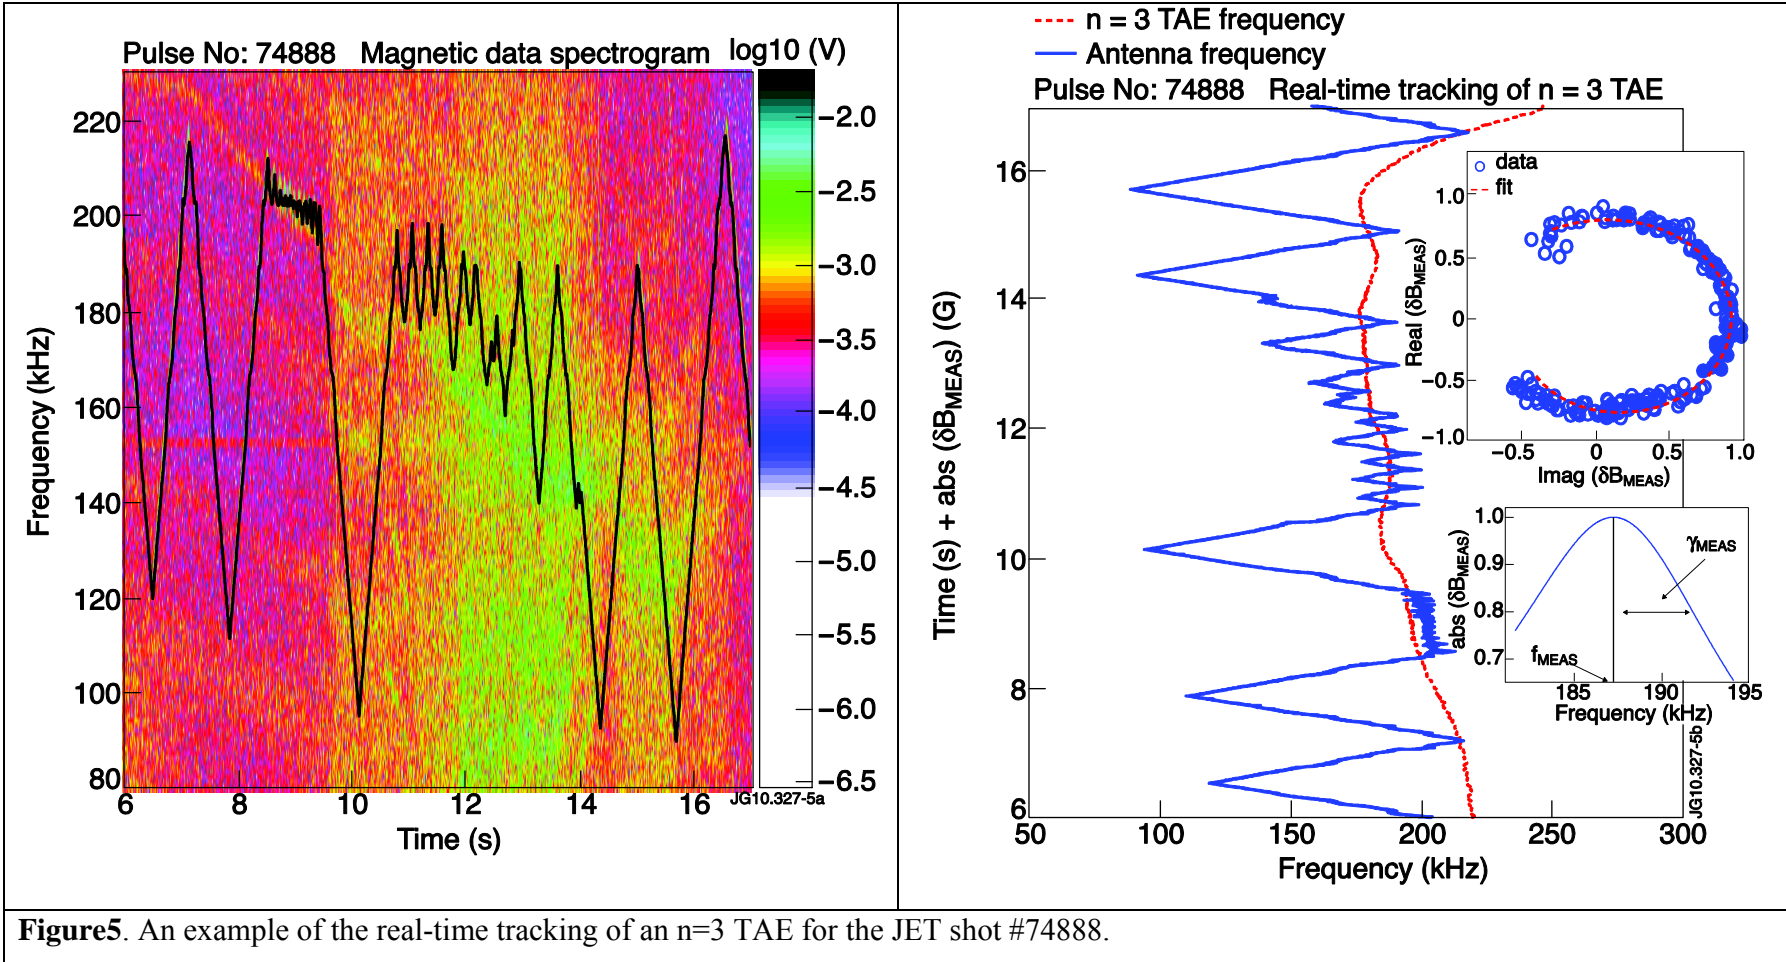 Pulse No: 74888 Magnetic data spectrogram log10 (V)
220
200
180
160
140
120
100
80
Frequency (kHz)
6 8 10 12 14 16
Time (s)
−2.0
−2.5
−3.0
−3.5
−4.0
−4.5
−5.0
−5.5
−6.0
−6.5
JG10.327-5a
n = 3 TAE frequency
Antenna frequency
Pulse No: 74888 Real-time tracking of n = 3 TAE
16
14
12
10
8
6
Time (s) + abs (δBMEAS) (G)
50 100 150 200 250 300
Frequency (kHz)
data
fit
1.0
0.5
0
−0.5
−1.0
Real (δBMEAS)
−0.5 0 0.5 1.0
Imag (δBMEAS)
1.0
0.9
0.8
0.7
abs (δBMEAS)
γMEAS
fMEAS
185 190 195
Frequency (kHz)
JG10.327-5b
Figure5. An example of the real-time tracking of an n=3 TAE for the JET shot #74888.